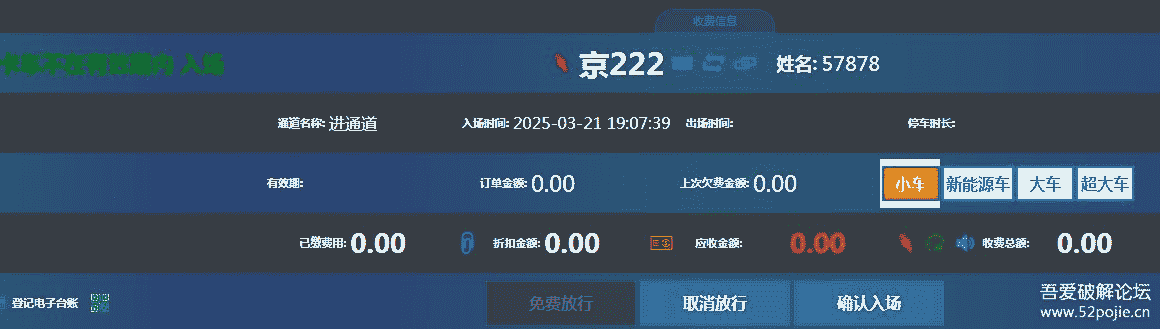 收费信息
入场 京222 姓名: 57878
通道名称: 进通道 入场时间: 2025-03-21 19:07:39 出场时间: 停车时长:
有效期: 订单金额: 0.00 上次欠费金额: 0.00 小车 新能源车 大车 超大车
已缴费用: 0.00 折扣金额: 0.00 应收金额: 0.00 收费总额: 0.00
登记电子台账 免费放行 取消放行 确认入场
吾爱破解论坛
www.52pojie.cn